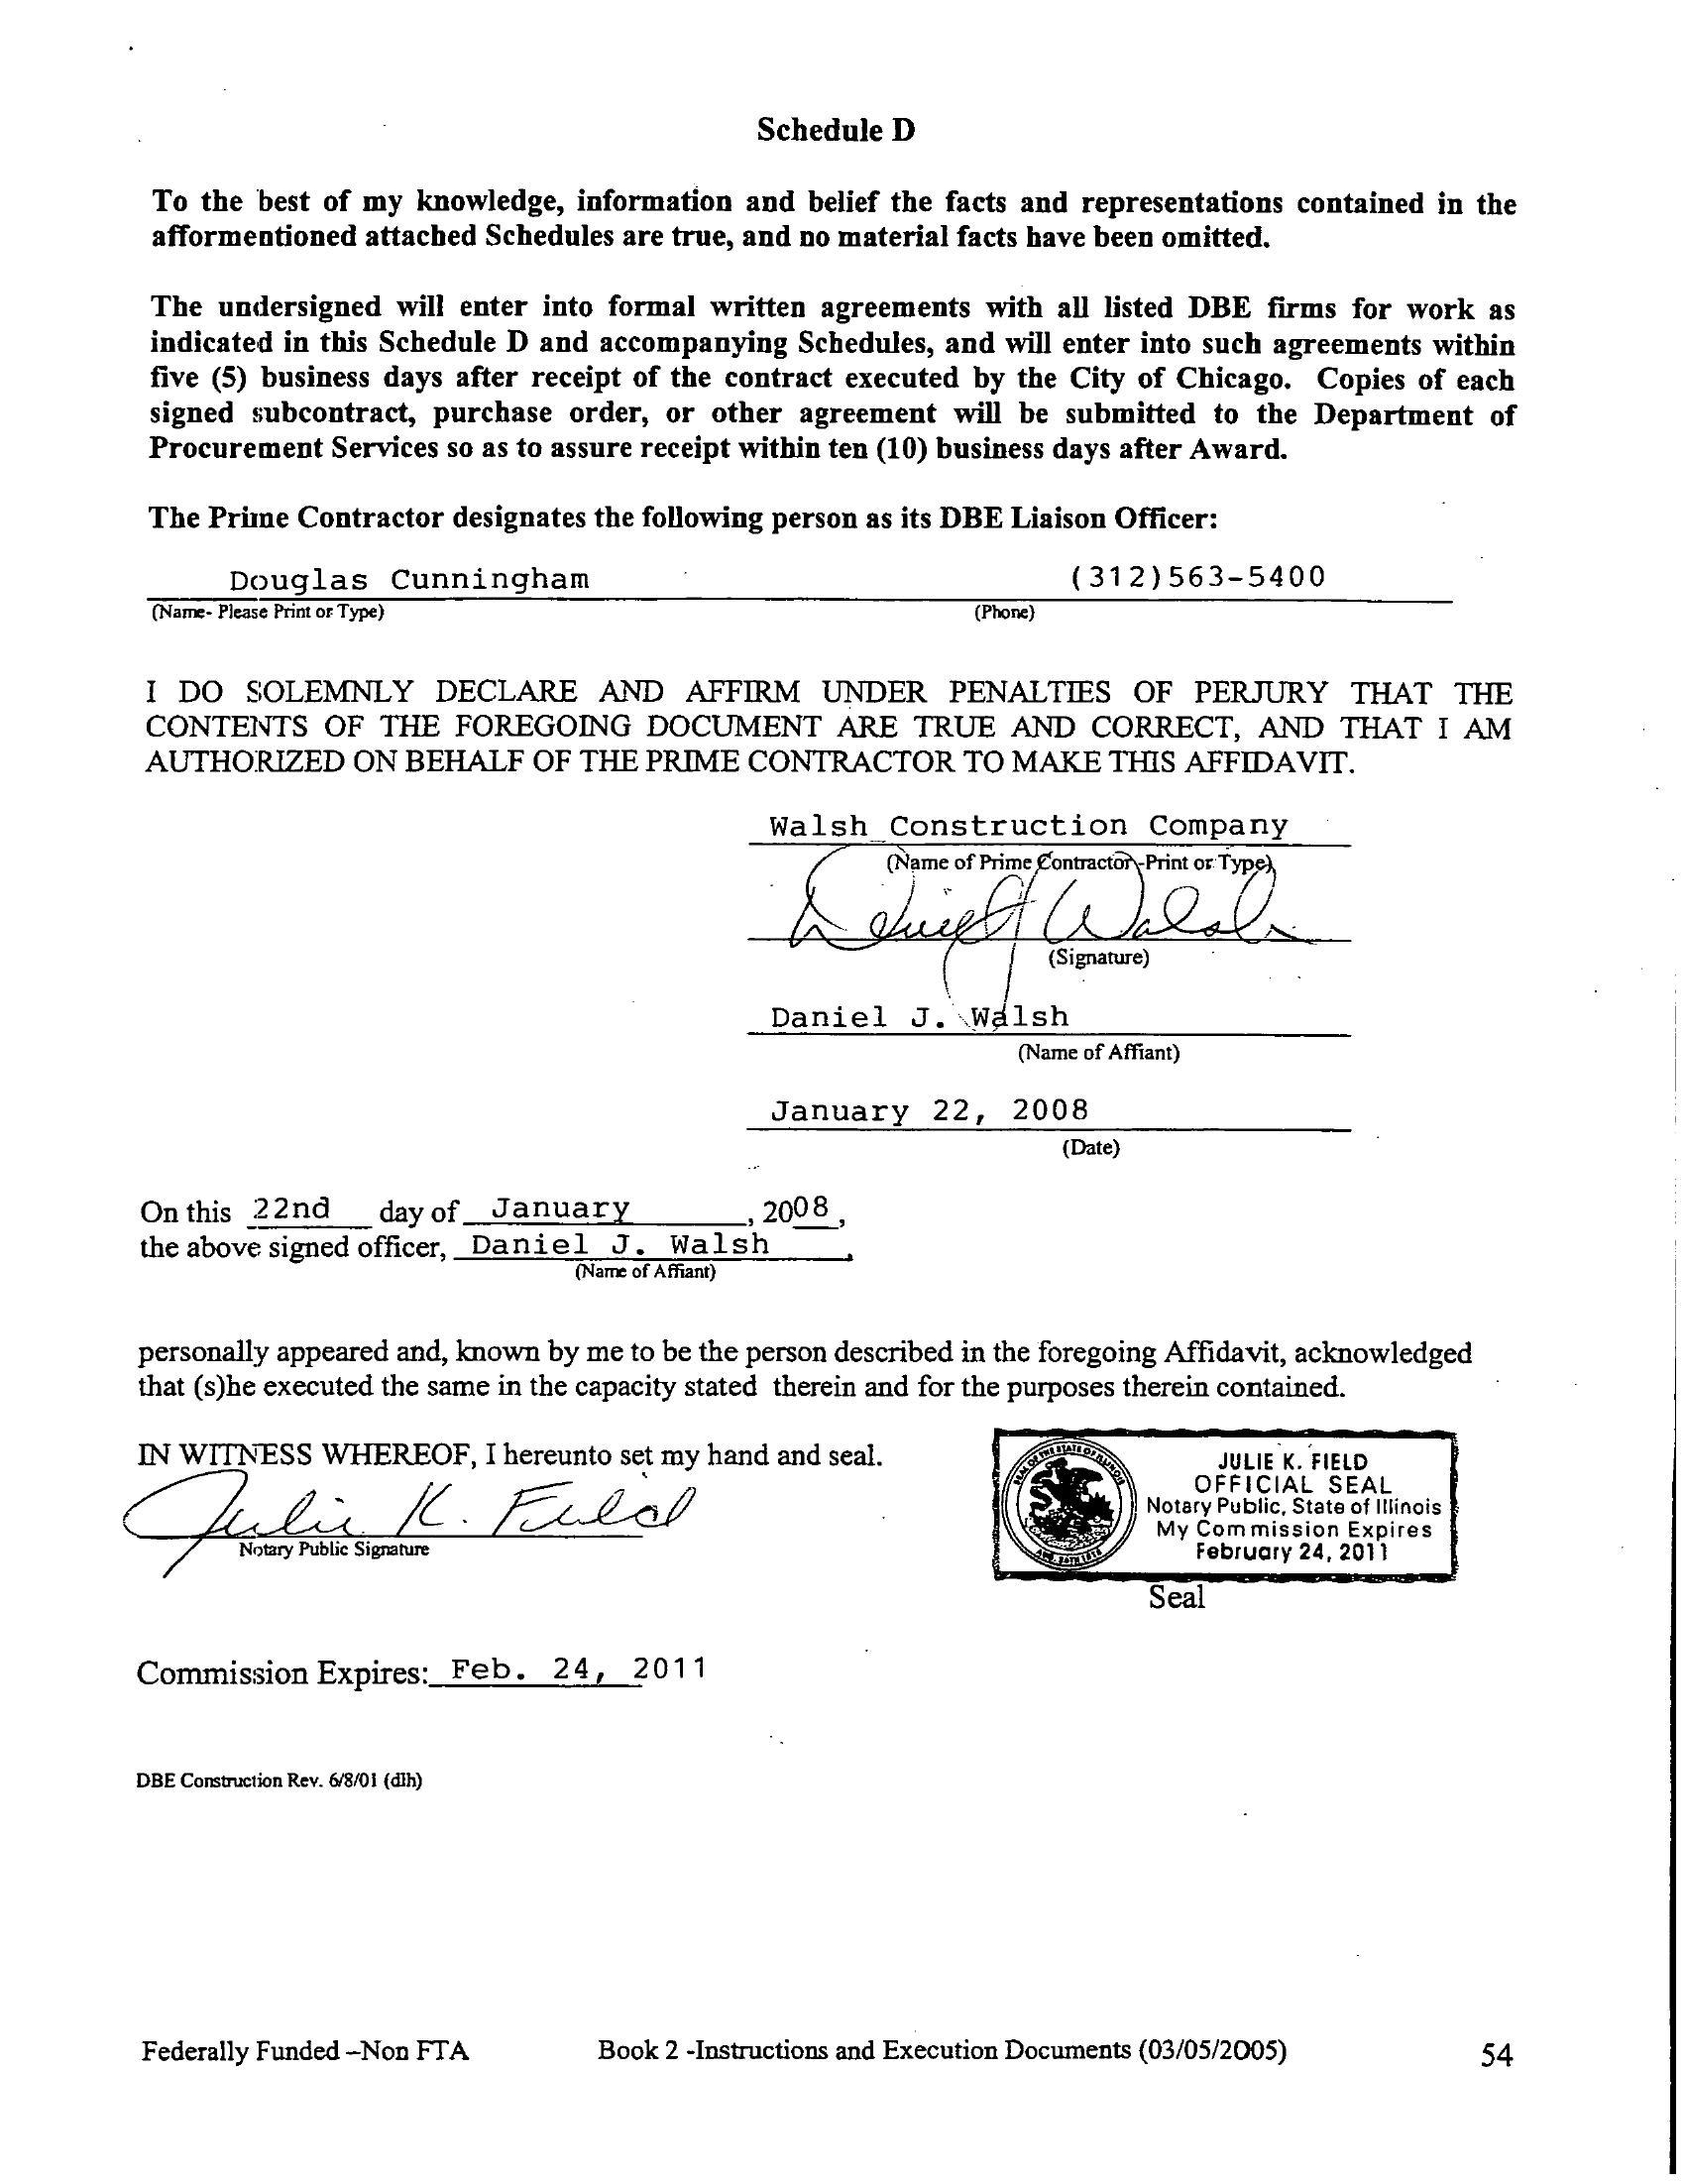 Schedule D
To the best of my knowledge, information and belief the facts and representations contained in the
afformentioned attached Schedules are true, and no material facts have been omitted.
The undersigned will enter into formal written agreements with all listed DBE firms for work as
indicated in this Schedule D and accompanying Schedules, and will enter into such agreements within
five (5) business days after receipt of the contract executed by the City of Chicago. Copies of each
signed subcontract, purchase order, or other agreement will be submitted to the Department of
Procurement Services so as to assure receipt within ten (10) business days after Award.
The Prime Contractor designates the following person as its DBE Liaison Officer:
Douglas Cunningham (312)563-5400
(Name- Please Print or Type) (Phone)
I DO SOLEMNLY DECLARE AND AFFIRM UNDER PENALTIES OF PERJURY THAT THE
CONTENTS OF THE FOREGOING DOCUMENT ARE TRUE AND CORRECT, AND THAT I AM
AUTHORIZED ON BEHALF OF THE PRIME CONTRACTOR TO MAKE THIS AFFIDAVIT.
Walsh Construction Company
(Name of Prime Contractor-Print or Type)
Daniel J Walsh
(Signature)
Daniel J. Walsh
(Name of Affiant)
January 22, 2008
(Date)
On this 22nd day of January, 2008,
the above signed officer, Daniel J. Walsh,
(Name of Affiant)
personally appeared and, known by me to be the person described in the foregoing Affidavit, acknowledged
that (s)he executed the same in the capacity stated therein and for the purposes therein contained.
IN WITNESS WHEREOF, I hereunto set my hand and seal.
Julie K. Field
Notary Public Signature
SEAL OF THE STATE OF ILLINOIS
AUG. 26TH 1818
JULIE K. FIELD
OFFICIAL SEAL
Notary Public, State of Illinois
My Commission Expires
February 24, 2011
Seal
Commission Expires: Feb. 24, 2011
DBE Construction Rev. 6/8/01 (dlh)
Federally Funded –Non FTA Book 2 -Instructions and Execution Documents (03/05/2005) 54